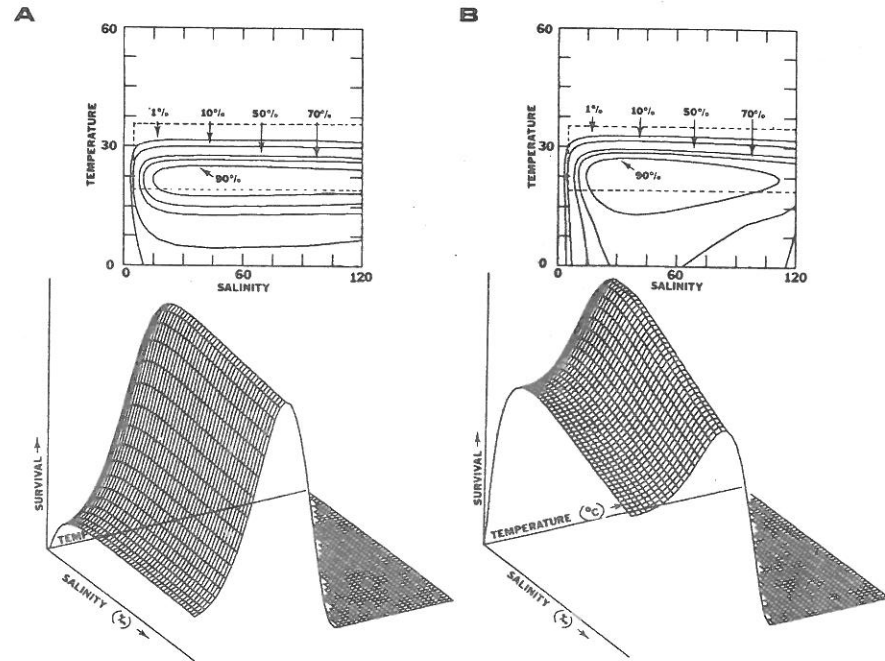 A
60
TEMPERATURE
30
0
1%
10%
50%
70%
90%
0
60
120
SALINITY
B
60
TEMPERATURE
30
0
1%
10%
50%
70%
90%
0
60
120
SALINITY
SURVIVAL →
TEMP
SALINITY (‰) →
SURVIVAL →
TEMPERATURE (°C) →
SALINITY (‰) →